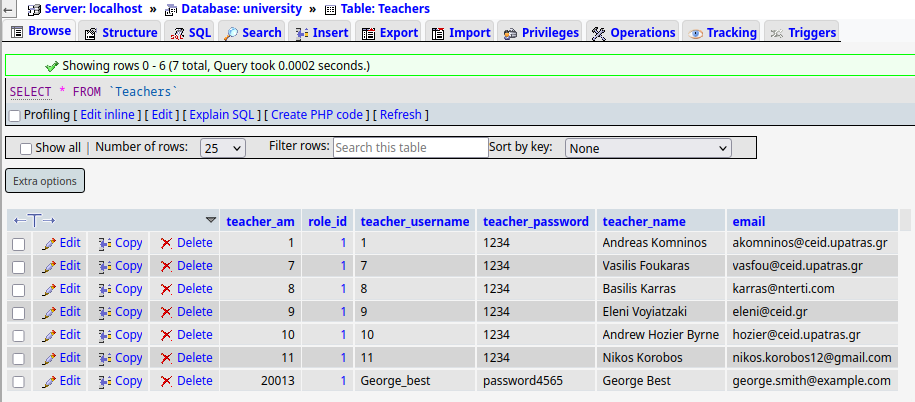 ← Server: localhost » Database: university » Table: Teachers
Browse Structure SQL Search Insert Export Import Privileges Operations Tracking Triggers
Showing rows 0 - 6 (7 total, Query took 0.0002 seconds.)
SELECT * FROM `Teachers`
Profiling [ Edit inline ] [ Edit ] [ Explain SQL ] [ Create PHP code ] [ Refresh ]
Show all | Number of rows: 25 Filter rows: Search this table Sort by key: None
Extra options
←T→ teacher_am role_id teacher_username teacher_password teacher_name email
Edit Copy Delete 1 1 1 1234 Andreas Komninos akomninos@ceid.upatras.gr
Edit Copy Delete 7 1 7 1234 Vasilis Foukaras vasfou@ceid.upatras.gr
Edit Copy Delete 8 1 8 1234 Basilis Karras karras@nterti.com
Edit Copy Delete 9 1 9 1234 Eleni Voyiatzaki eleni@ceid.gr
Edit Copy Delete 10 1 10 1234 Andrew Hozier Byrne hozier@ceid.upatras.gr
Edit Copy Delete 11 1 11 1234 Nikos Korobos nikos.korobos12@gmail.com
Edit Copy Delete 20013 1 George_best password4565 George Best george.smith@example.com